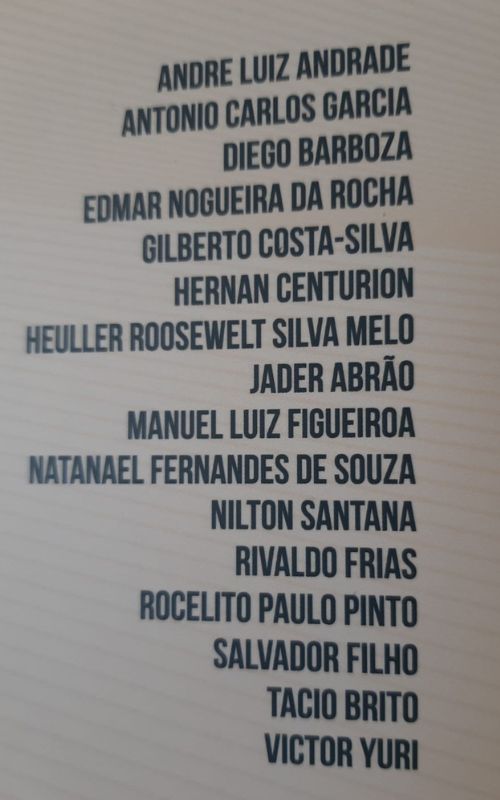 ANDRE LUIZ ANDRADE
ANTONIO CARLOS GARCIA
DIEGO BARBOZA
EDMAR NOGUEIRA DA ROCHA
GILBERTO COSTA-SILVA
HERNAN CENTURION
HEULLER ROOSEWELT SILVA MELO
JADER ABRÃO
MANUEL LUIZ FIGUEIROA
NATANAEL FERNANDES DE SOUZA
NILTON SANTANA
RIVALDO FRIAS
ROCELITO PAULO PINTO
SALVADOR FILHO
TACIO BRITO
VICTOR YURI